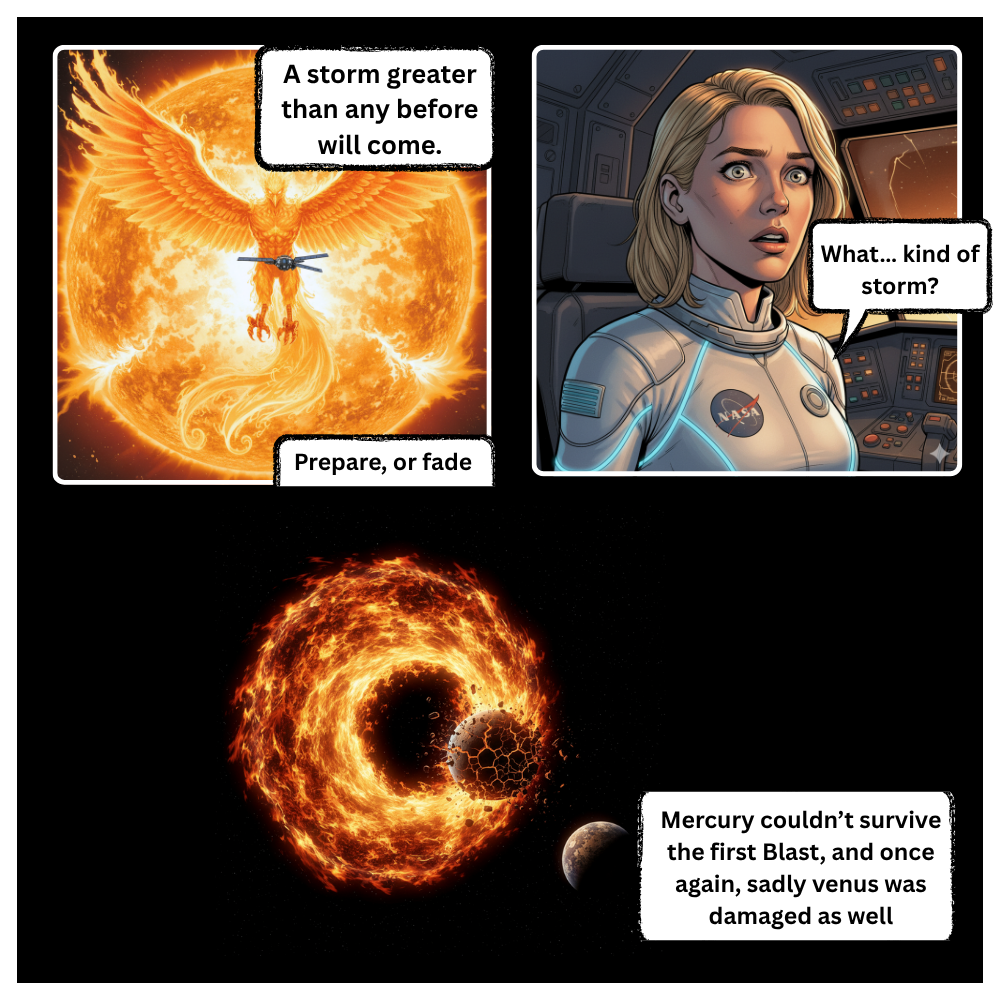 A storm greater
than any before
will come.
Prepare, or fade
What... kind of
storm?
NASA
Mercury couldn’t survive
the first Blast, and once
again, sadly venus was
damaged as well